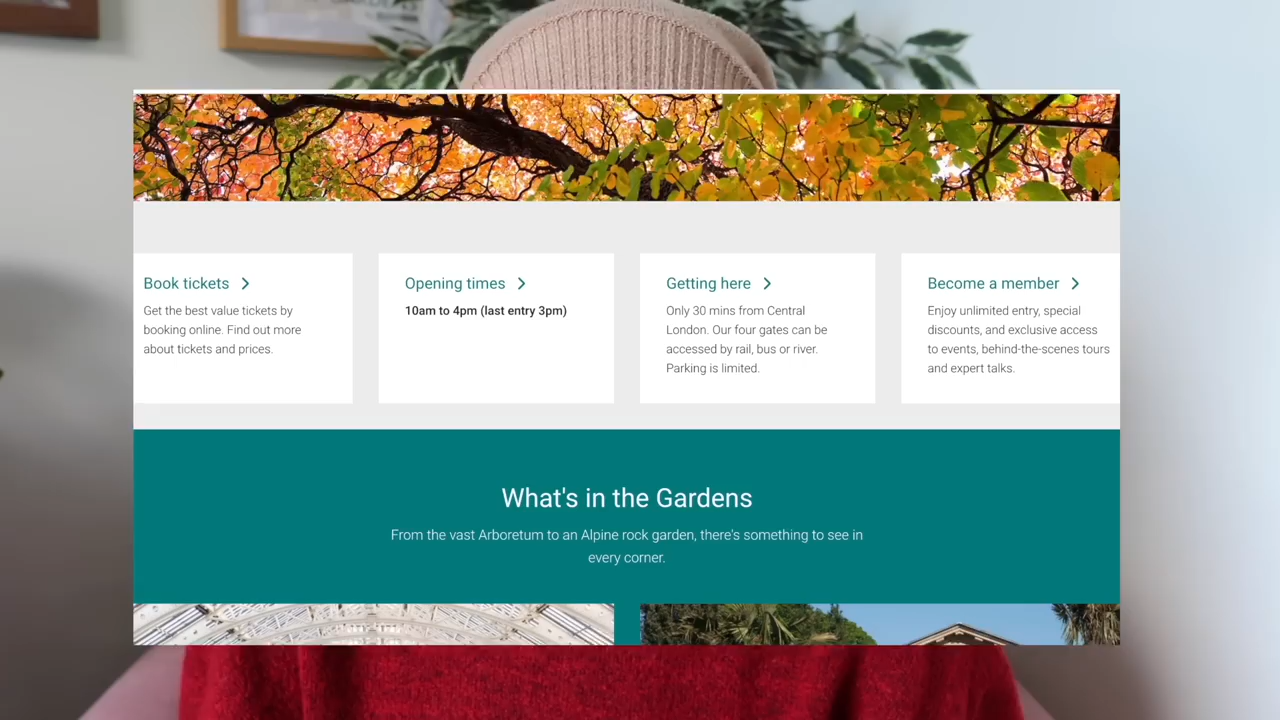 Book tickets
Get the best value tickets by
booking online. Find out more
about tickets and prices.
Opening times
10am to 4pm (last entry 3pm)
Getting here
Only 30 mins from Central
London. Our four gates can be
accessed by rail, bus or river.
Parking is limited.
Become a member
Enjoy unlimited entry, special
discounts, and exclusive access
to events, behind-the-scenes tours
and expert talks.
What's in the Gardens
From the vast Arboretum to an Alpine rock garden, there's something to see in
every corner.